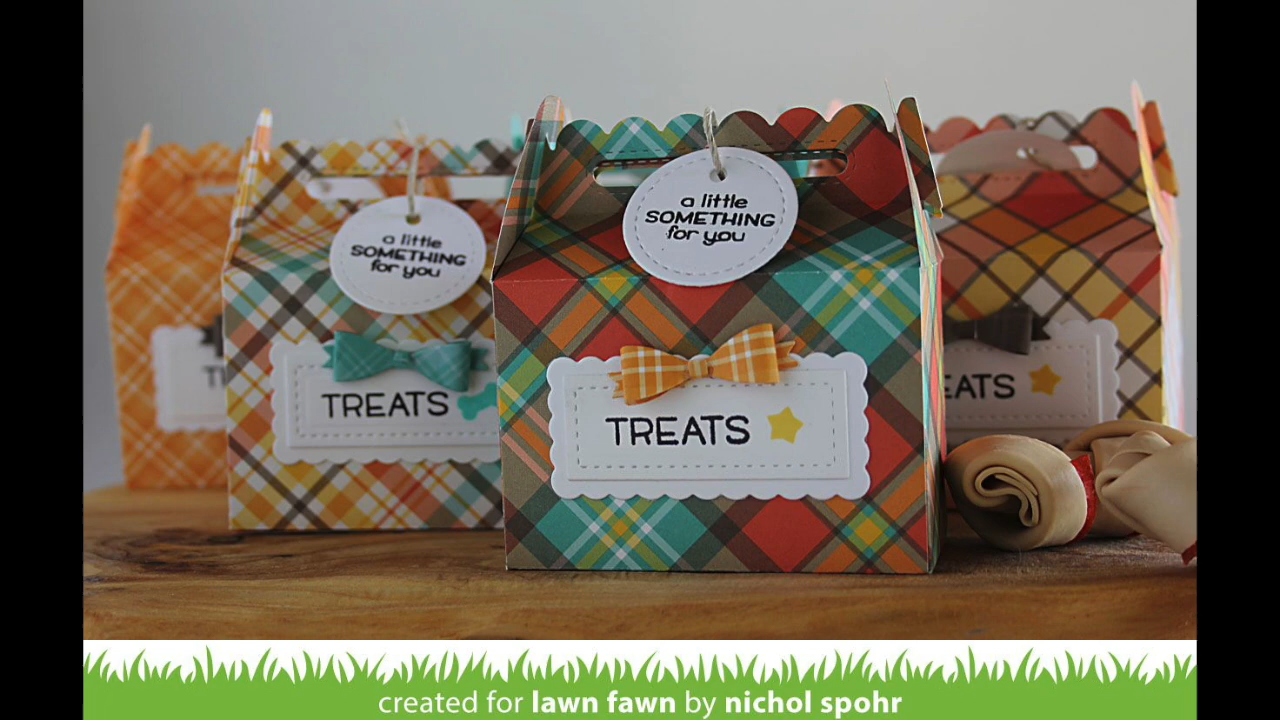 a little
SOMETHING
for you
TREATS
a little
SOMETHING
for you
TREATS
EATS
created for lawn fawn by nichol spohr